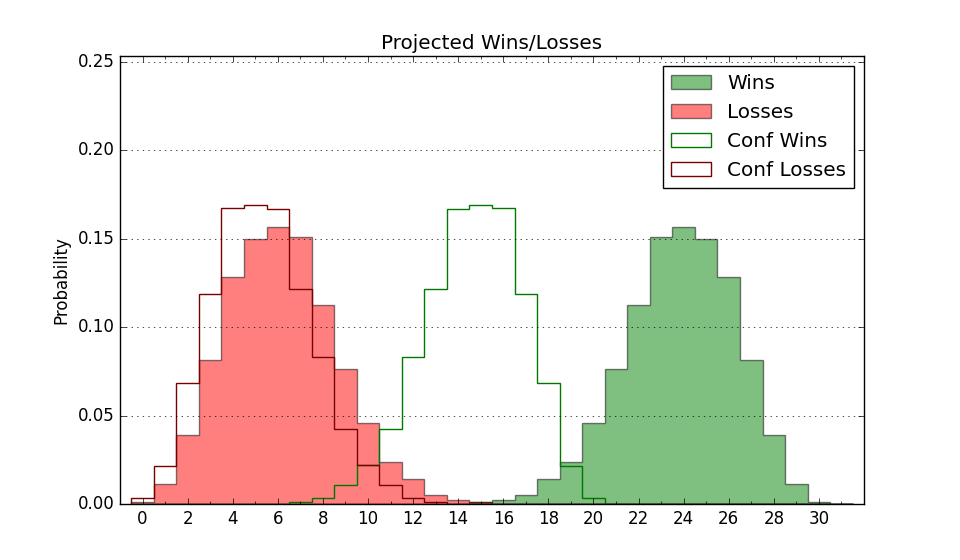 Projected Wins/Losses
0.25
0.20
0.15
0.10
0.05
0.00
Probability
Wins
Losses
Conf Wins
Conf Losses
0 2 4 6 8 10 12 14 16 18 20 22 24 26 28 30